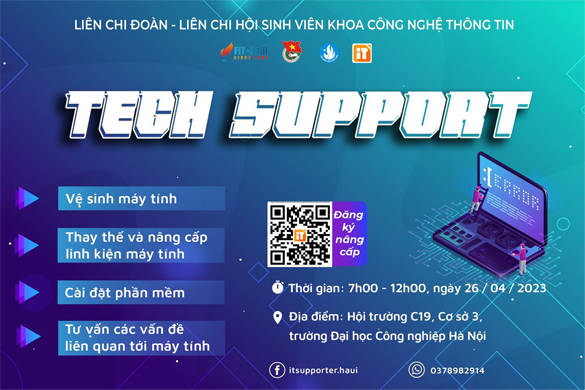 LIÊN CHI ĐOÀN - LIÊN CHI HỘI SINH VIÊN KHOA CÔNG NGHỆ THÔNG TIN
iT
TECH SUPPORT
Vệ sinh máy tính
Thay thế và nâng cấp
linh kiện máy tính
Cài đặt phần mềm
Tư vấn các vấn đề
liên quan tới máy tính
iT
Đăng
ký
nâng
cấp
ERROR
Thời gian: 7h00 - 12h00, ngày 26 / 04 / 2023
Địa điểm: Hội trường C19, Cơ sở 3,
trường Đại học Công nghiệp Hà Nội
itsupporter.haui
0378982914